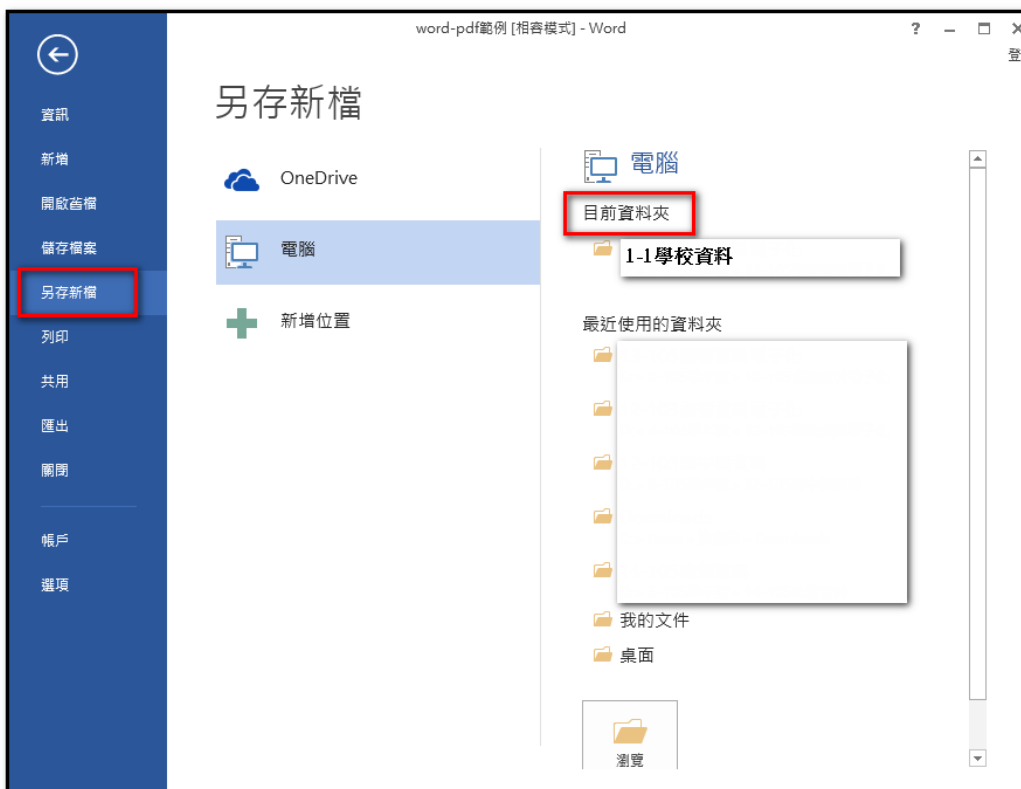 word-pdf範例 [相容模式] - Word
?
登
資訊
新增
開啟舊檔
儲存檔案
另存新檔
列印
共用
匯出
關閉
帳戶
選項
另存新檔
OneDrive
電腦
新增位置
電腦
目前資料夾
1-1學校資料
最近使用的資料夾
我的文件
桌面
瀏覽